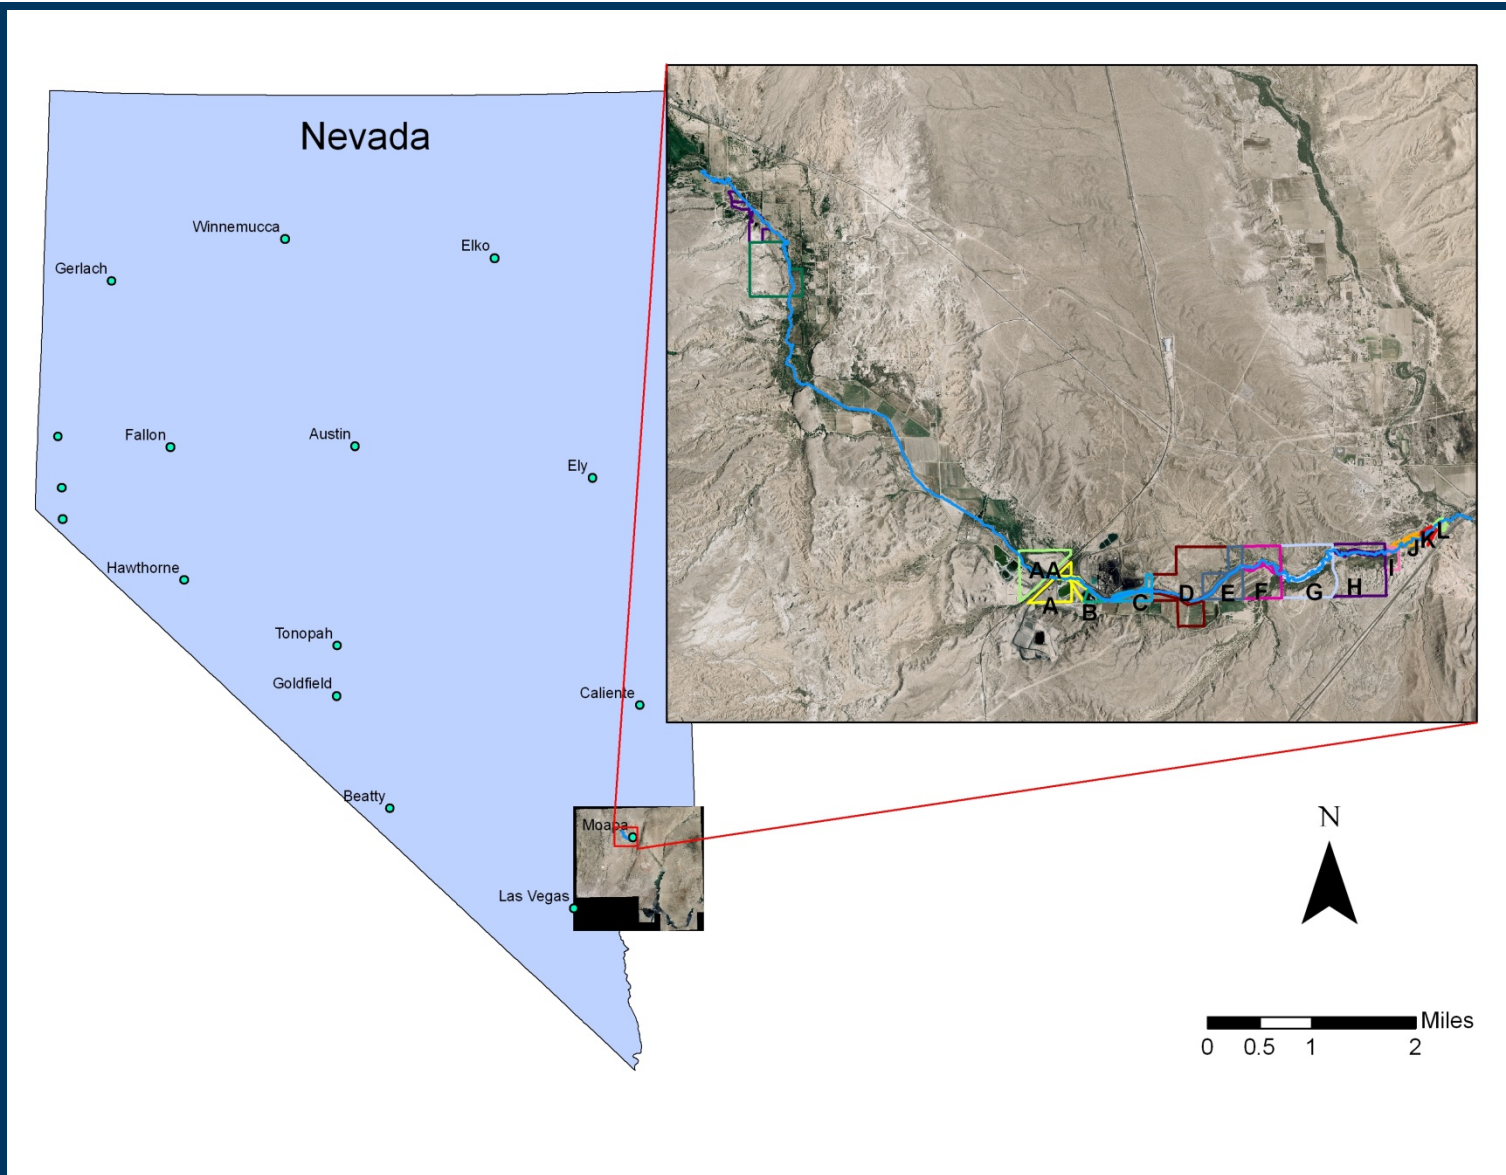 Nevada
Winnemucca
Elko
Gerlach
Fallon
Austin
Ely
Hawthorne
Tonopah
Goldfield
Caliente
Beatty
Moapa
Las Vegas
AA
A
B
C
D
E
F
G
H
I
J
K
L
N
Miles
0 0.5 1 2